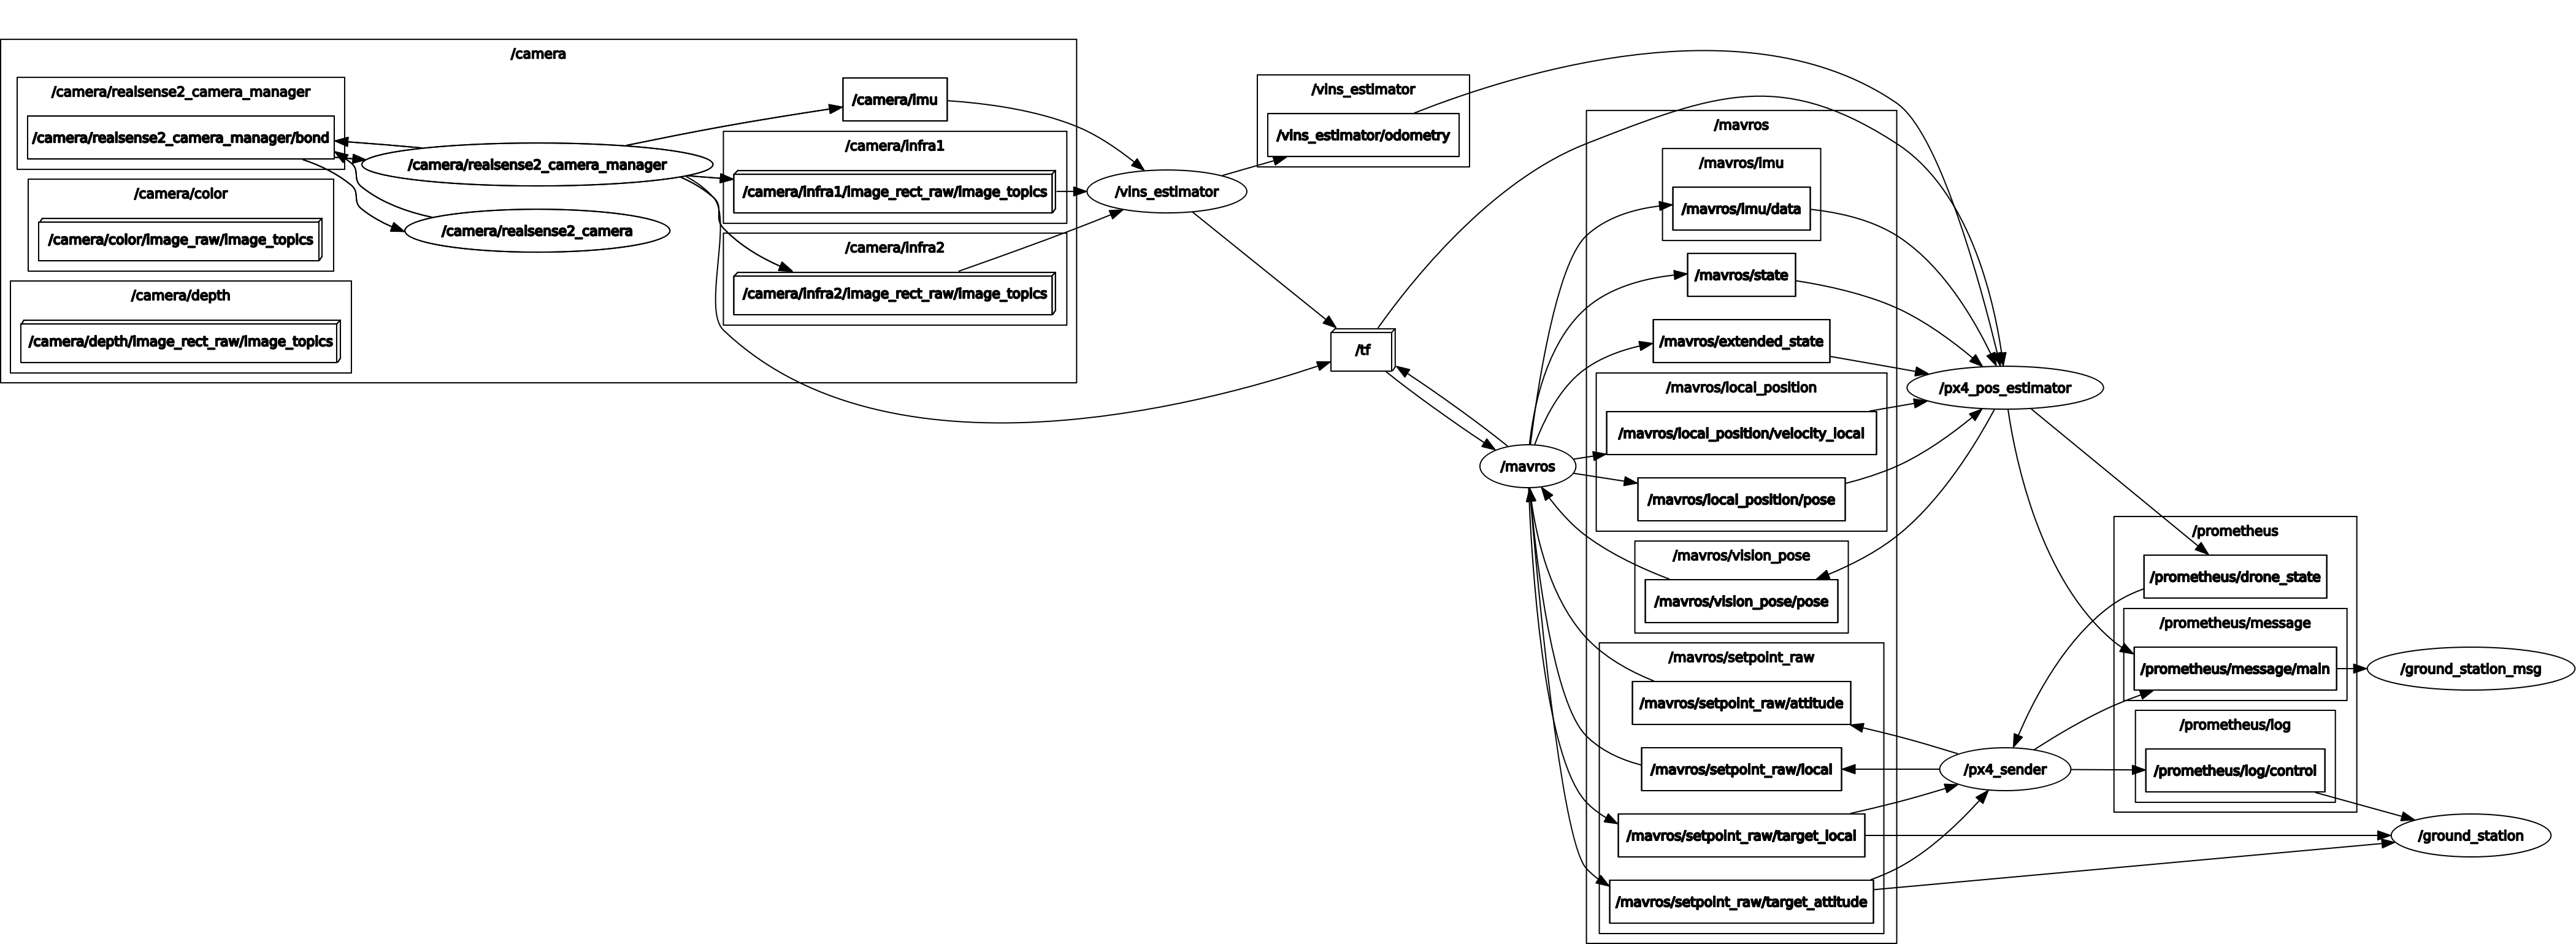 /camera
/camera/realsense2_camera_manager
/camera/realsense2_camera_manager/bond
/camera/color
/camera/color/image_raw/image_topics
/camera/depth
/camera/depth/image_rect_raw/image_topics
/camera/realsense2_camera_manager
/camera/realsense2_camera
/camera/imu
/camera/infra1
/camera/infra1/image_rect_raw/image_topics
/camera/infra2
/camera/infra2/image_rect_raw/image_topics
/vins_estimator
/vins_estimator
/vins_estimator/odometry
/tf
/mavros
/mavros
/mavros/imu
/mavros/imu/data
/mavros/state
/mavros/extended_state
/mavros/local_position
/mavros/local_position/velocity_local
/mavros/local_position/pose
/mavros/vision_pose
/mavros/vision_pose/pose
/mavros/setpoint_raw
/mavros/setpoint_raw/attitude
/mavros/setpoint_raw/local
/mavros/setpoint_raw/target_local
/mavros/setpoint_raw/target_attitude
/px4_pos_estimator
/px4_sender
/prometheus
/prometheus/drone_state
/prometheus/message
/prometheus/message/main
/prometheus/log
/prometheus/log/control
/ground_station_msg
/ground_station